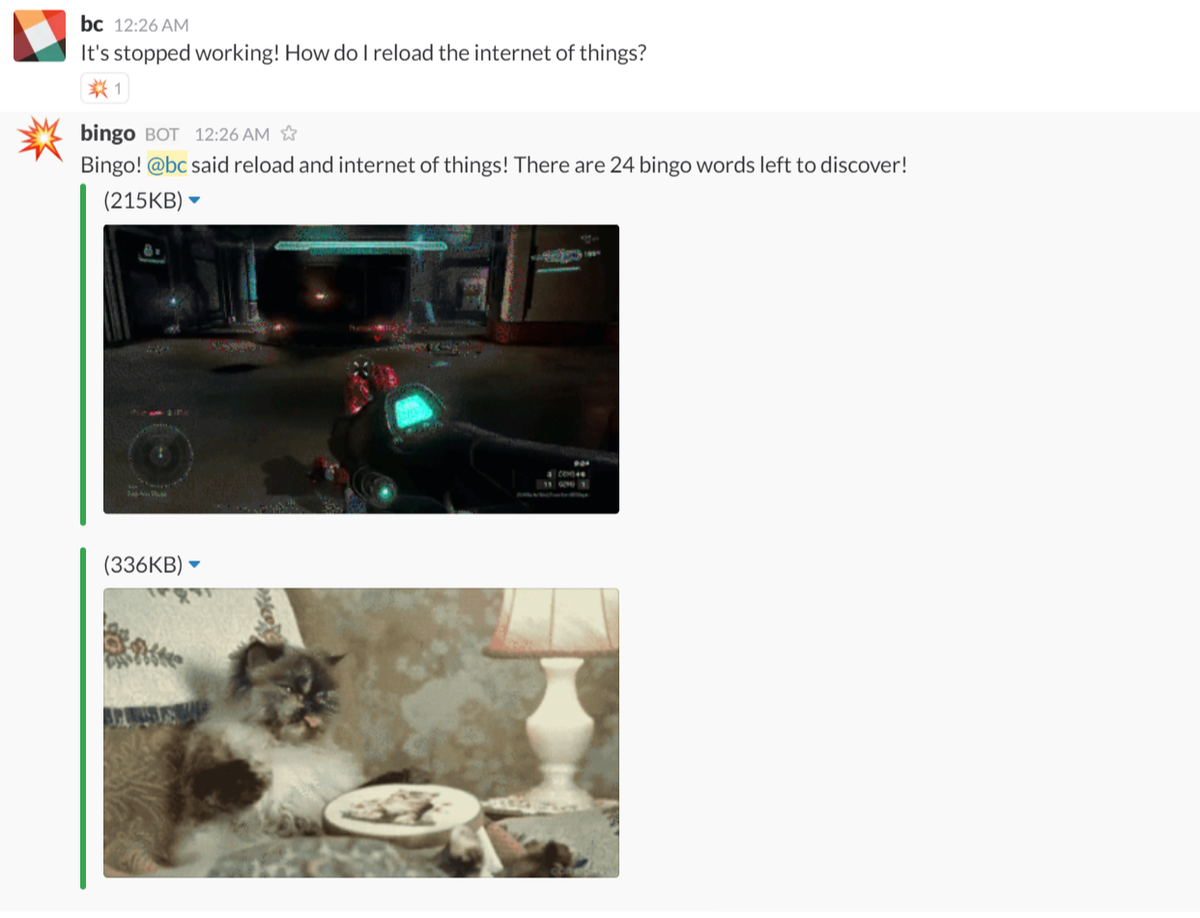 bc 12:26 AM
It's stopped working! How do I reload the internet of things?
1
bingo BOT 12:26 AM
Bingo! @bc said reload and internet of things! There are 24 bingo words left to discover!
(215KB)
(336KB)